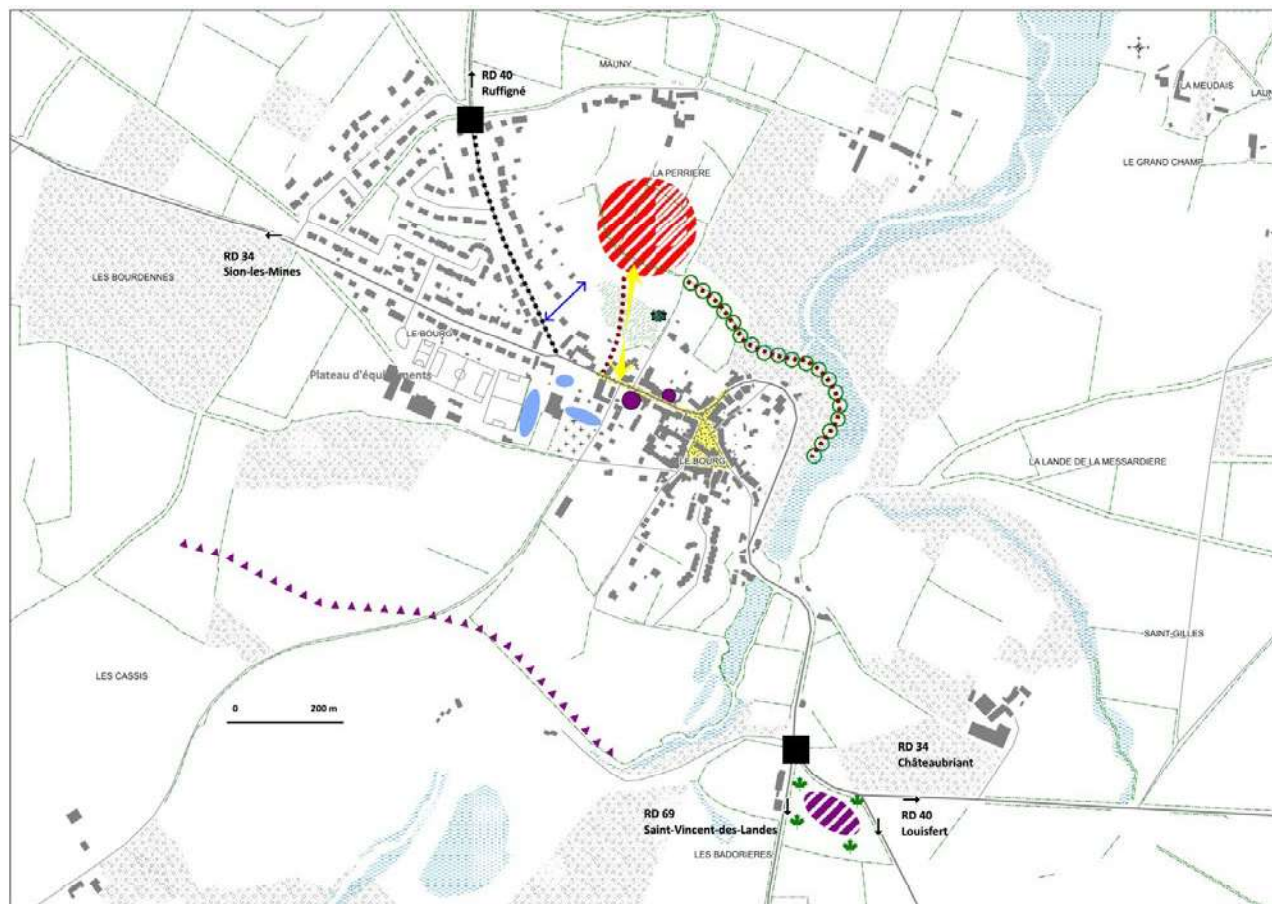 RD 40
Ruffigné
MAUNY
LA MEUDAIS
LAUN
LE GRAND CHAMP
LA PERRIERE
RD 34
Sion-les-Mines
LES BOURDENNES
LE BOURG
Plateau d'équipements
LE BOURG
LA LANDE DE LA MESSARDIERE
SAINT-GILLES
LES CASSIS
0 200 m
RD 34
Châteaubriant
RD 69
Saint-Vincent-des-Landes
RD 40
Louisfert
LES BADORIERES